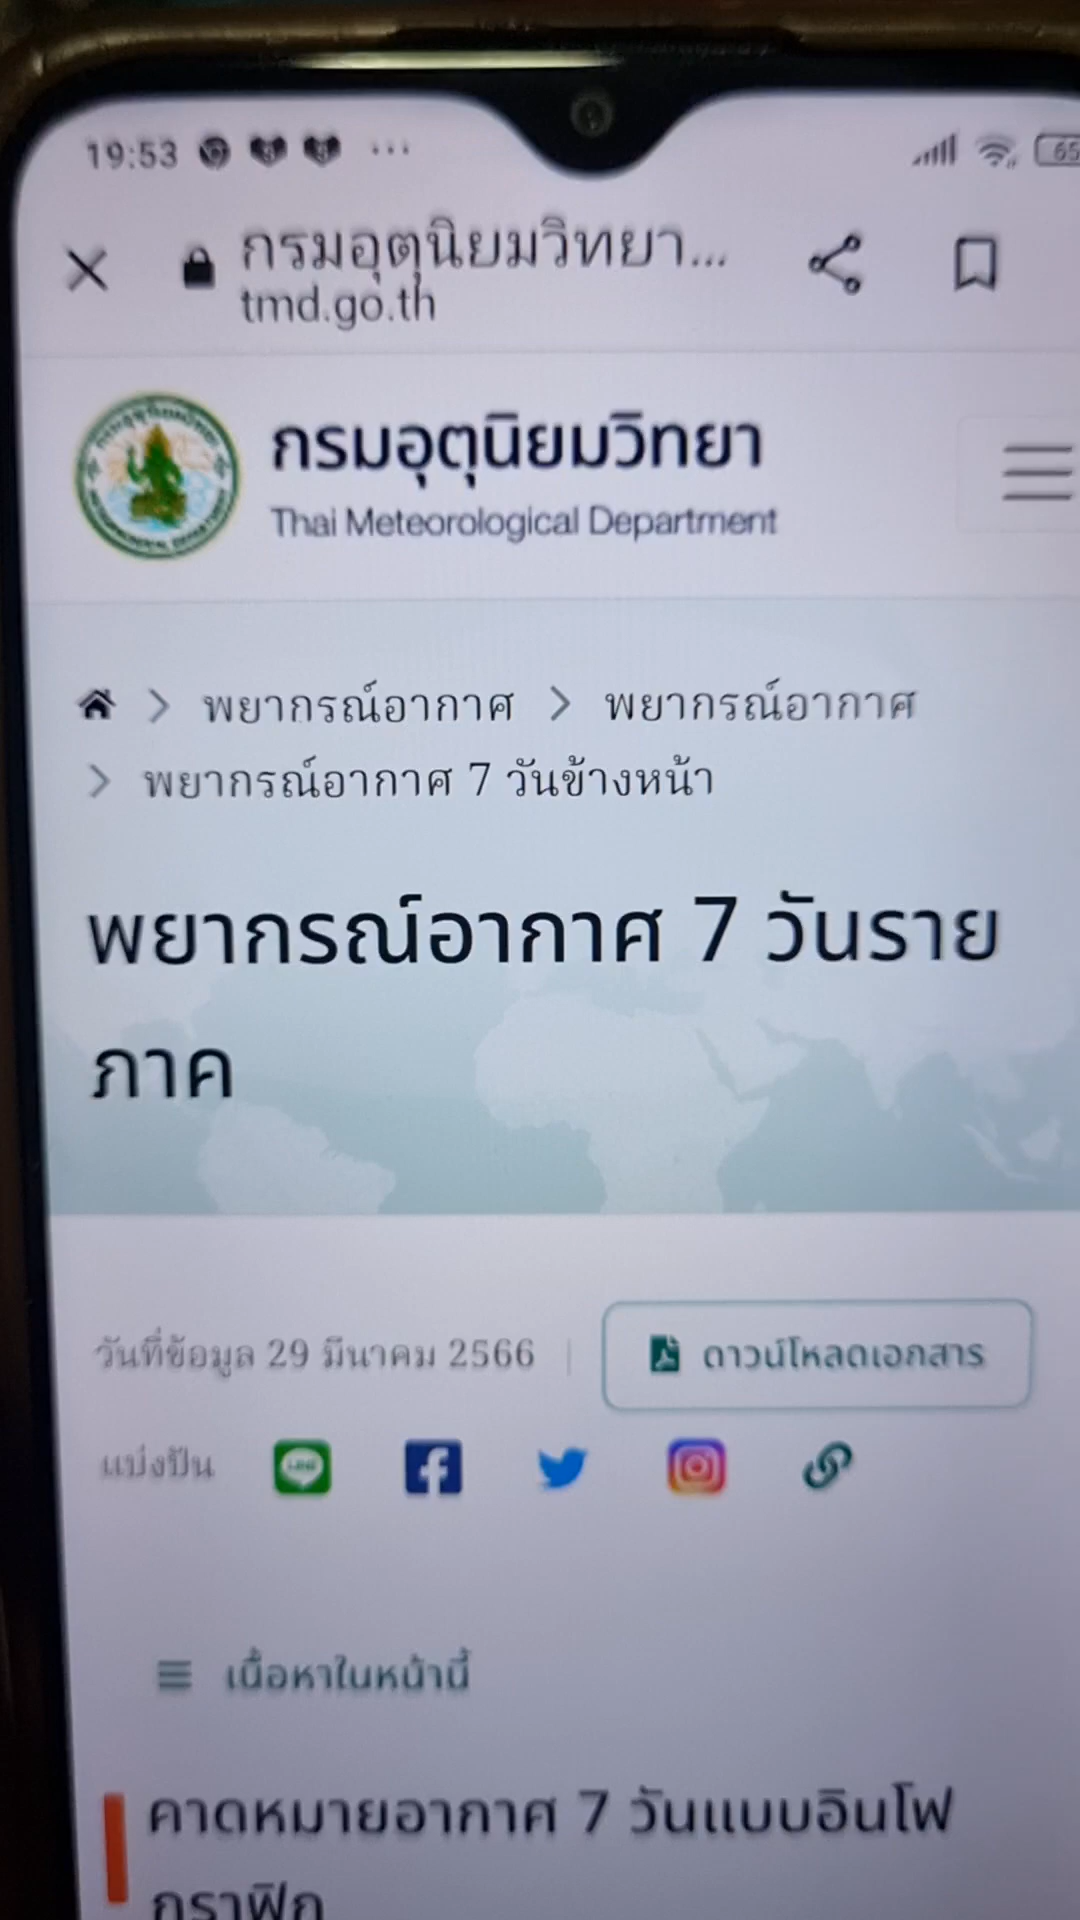 19:53
65
กรมอุตุนิยมวิทยา...
tmd.go.th
กรมอุตุนิยมวิทยา
Thai Meteorological Department
พยากรณ์อากาศ > พยากรณ์อากาศ
> พยากรณ์อากาศ 7 วันข้างหน้า
พยากรณ์อากาศ 7 วันราย
ภาค
วันที่ข้อมูล 29 มีนาคม 2566
ดาวน์โหลดเอกสาร
แบ่งปัน
เนื้อหาในหน้านี้
คาดหมายอากาศ 7 วันแบบอินโฟ
กราฟิก